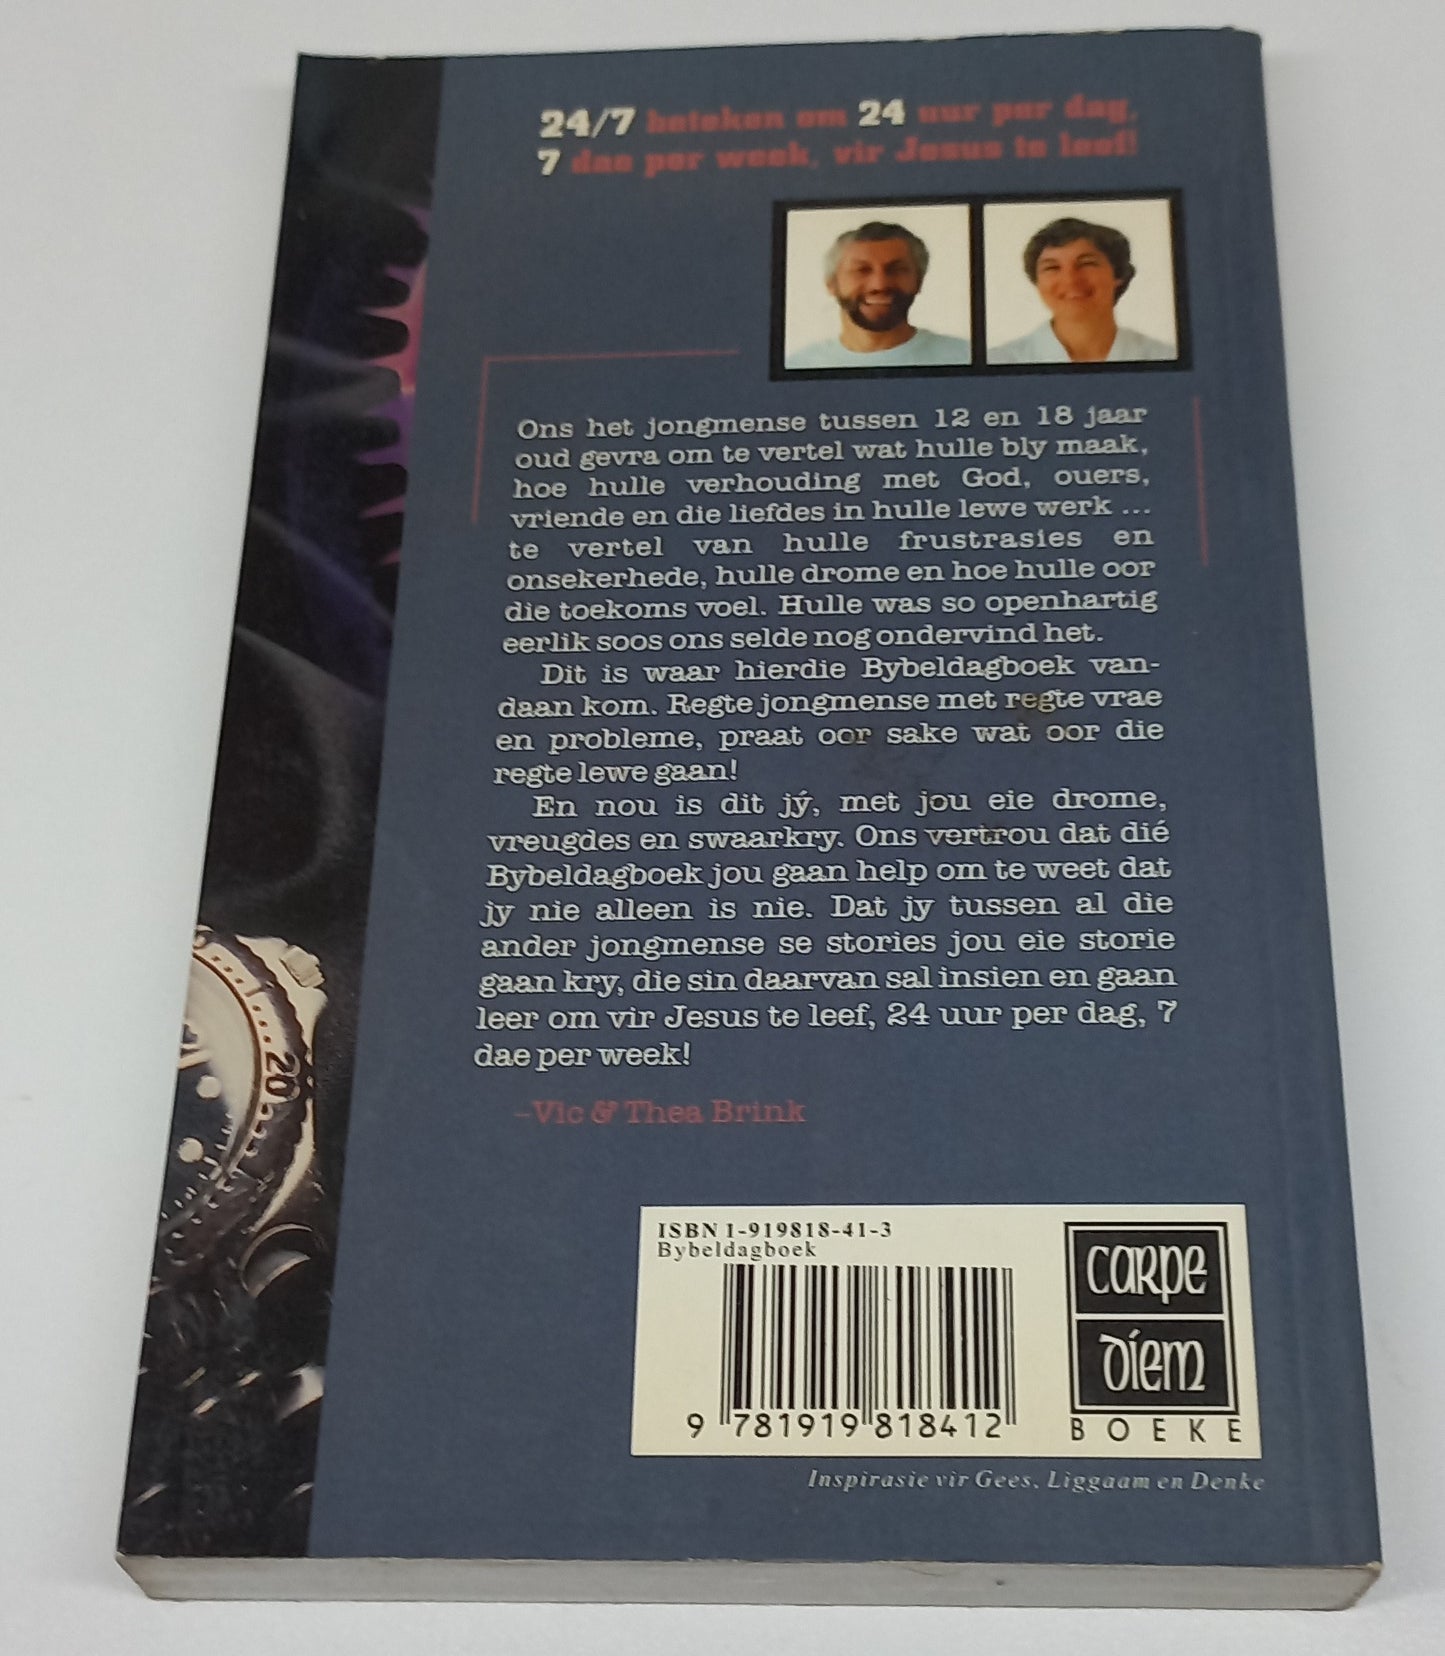 24/7 beteken om 24 uur per dag,
7 dae per week, vir Jesus te leef!
Ons het jongmense tussen 12 en 18 jaar
oud gevra om te vertel wat hulle bly maak,
hoe hulle verhouding met God, ouers,
vriende en die liefdes in hulle lewe werk ...
te vertel van hulle frustrasies en
onsekerhede, hulle drome en hoe hulle oor
die toekoms voel. Hulle was so openhartig
eerlik soos ons selde nog ondervind het.
Dit is waar hierdie Bybeldagboek van-
daan kom. Regte jongmense met regte vrae
en probleme, praat oor sake wat oor die
regte lewe gaan!
En nou is dit jý, met jou eie drome,
vreugdes en swaarkry. Ons vertrou dat dié
Bybeldagboek jou gaan help om te weet dat
jy nie alleen is nie. Dat jy tussen al die
ander jongmense se stories jou eie storie
gaan kry, die sin daarvan sal insien en gaan
leer om vir Jesus te leef, 24 uur per dag, 7
dae per week!
–Vic & Thea Brink
20
ISBN 1-919818-41-3
Bybeldagboek
9 781919 818412
carpe
diem
BOEKE
Inspirasie vir Gees, Liggaam en Denke